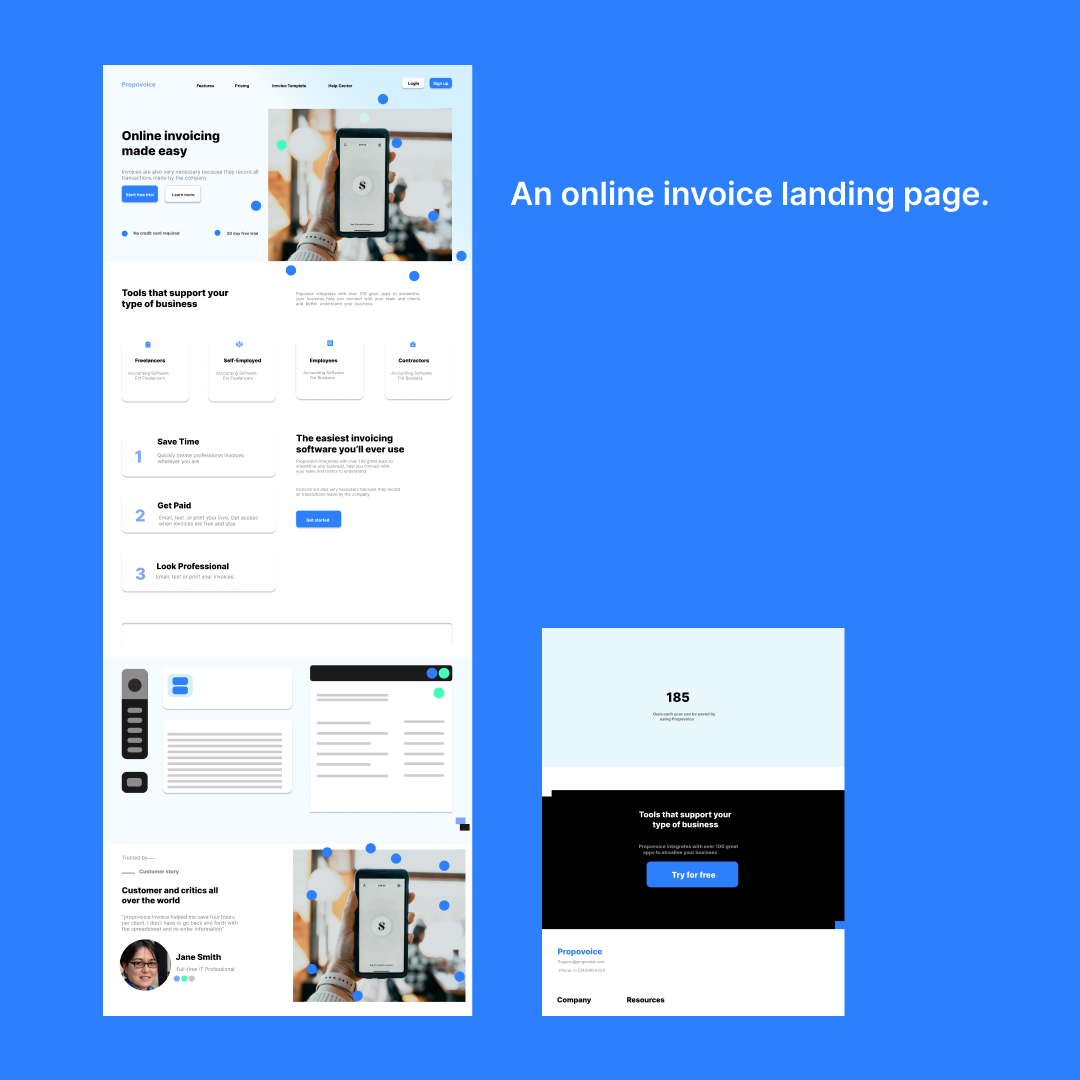 Propovoice
Features Pricing Invoice Template Help Center Login Sign up
Online invoicing
made easy
Invoices are also very necessary because they record all
transactions made by the company
Start free trial Learn more
No credit card required 30 day free trial
An online invoice landing page.
Tools that support your
type of business
streamline
your business, help you connect with your team and clients,
and better understand your business
Freelancers
Accounting Software
For Freelancers
Self-Employed
Accounting Software
For Freelancers
Employees
Accounting Software
For Business
Contractors
Accounting Software
For Business
1
Save Time
Quickly create professional invoices
wherever you are
2
Get Paid
Email, text or print your invo. Get access
when invoices are free and stay
3
Look Professional
Email, text or print your invoices.
The easiest invoicing
software you'll ever use
Propovoice integrates with over 100 great apps to
streamline your business, help you connect with
your team and clients to understand
Invoices are also very necessary because they record
all transactions made by the company.
Get started
Trusted by
Customer story
Customer and critics all
over the world
"propovoice invoice helped me save four hours
per client. I don't have to go back and forth with
the spreadsheet and re-enter information"
Jane Smith
Full-time IT Professional
185
each year can be saved by
using Propovoice
Tools that support your
type of business
Propovoice integrates with over 100 great
your business
Try for free
Propovoice
Company Resources